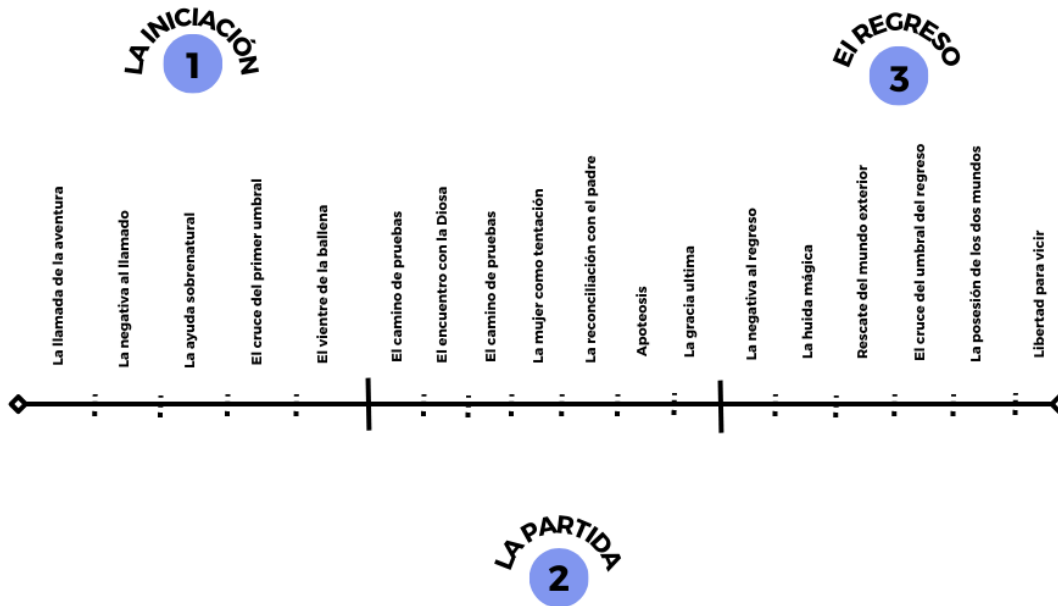 LA INICIACIÓN
1
El REGRESO
3
La llamada de la aventura
La negativa al llamado
La ayuda sobrenatural
El cruce del primer umbral
El vientre de la ballena
El camino de pruebas
El encuentro con la Diosa
El camino de pruebas
La mujer como tentación
La reconciliación con el padre
Apoteosis
La gracia ultima
La negativa al regreso
La huida mágica
Rescate del mundo exterior
El cruce del umbral del regreso
La posesión de los dos mundos
Libertad para vicir
LA PARTIDA
2